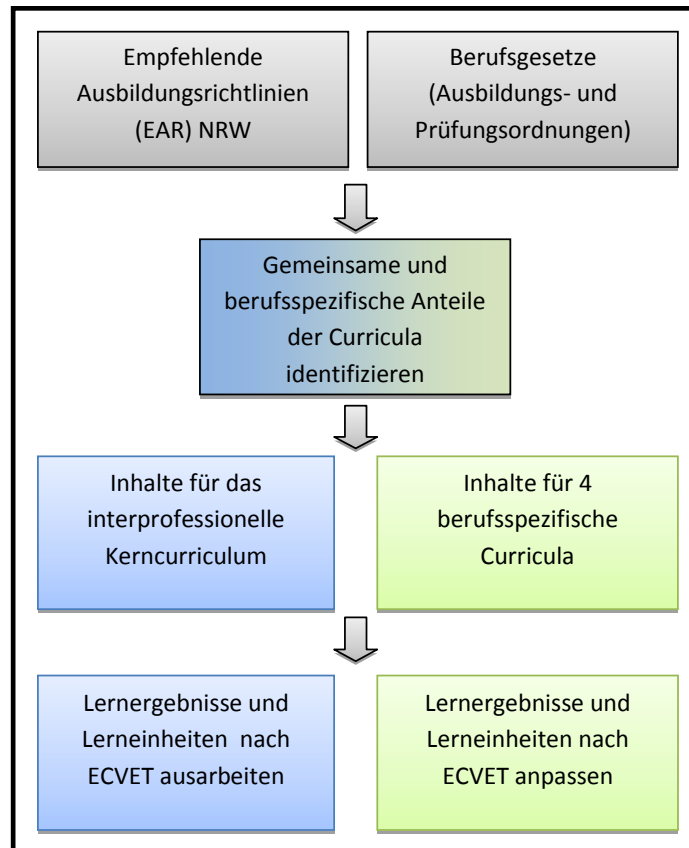 Empfehlende
Ausbildungsrichtlinien
(EAR) NRW
Berufsgesetze
(Ausbildungs- und
Prüfungsordnungen)
Gemeinsame und
berufsspezifische Anteile
der Curricula
identifizieren
Inhalte für das
interprofessionelle
Kerncurriculum
Inhalte für 4
berufsspezifische
Curricula
Lernergebnisse und
Lerneinheiten nach
ECVET ausarbeiten
Lernergebnisse und
Lerneinheiten nach
ECVET anpassen